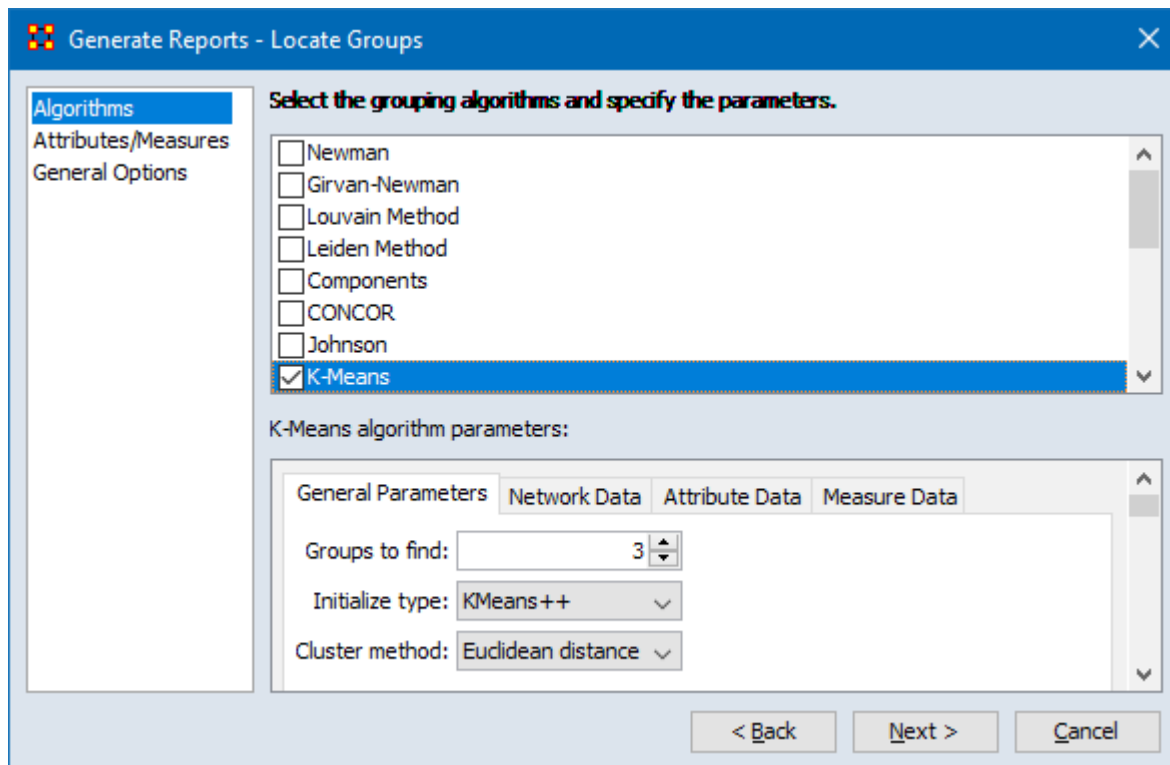 Generate Reports - Locate Groups
Algorithms
Attributes/Measures
General Options
Select the grouping algorithms and specify the parameters.
Newman
Girvan-Newman
Louvain Method
Leiden Method
Components
CONCOR
Johnson
K-Means
K-Means algorithm parameters:
General Parameters Network Data Attribute Data Measure Data
Groups to find: 3
Initialize type: KMeans++
Cluster method: Euclidean distance
< Back Next > Cancel